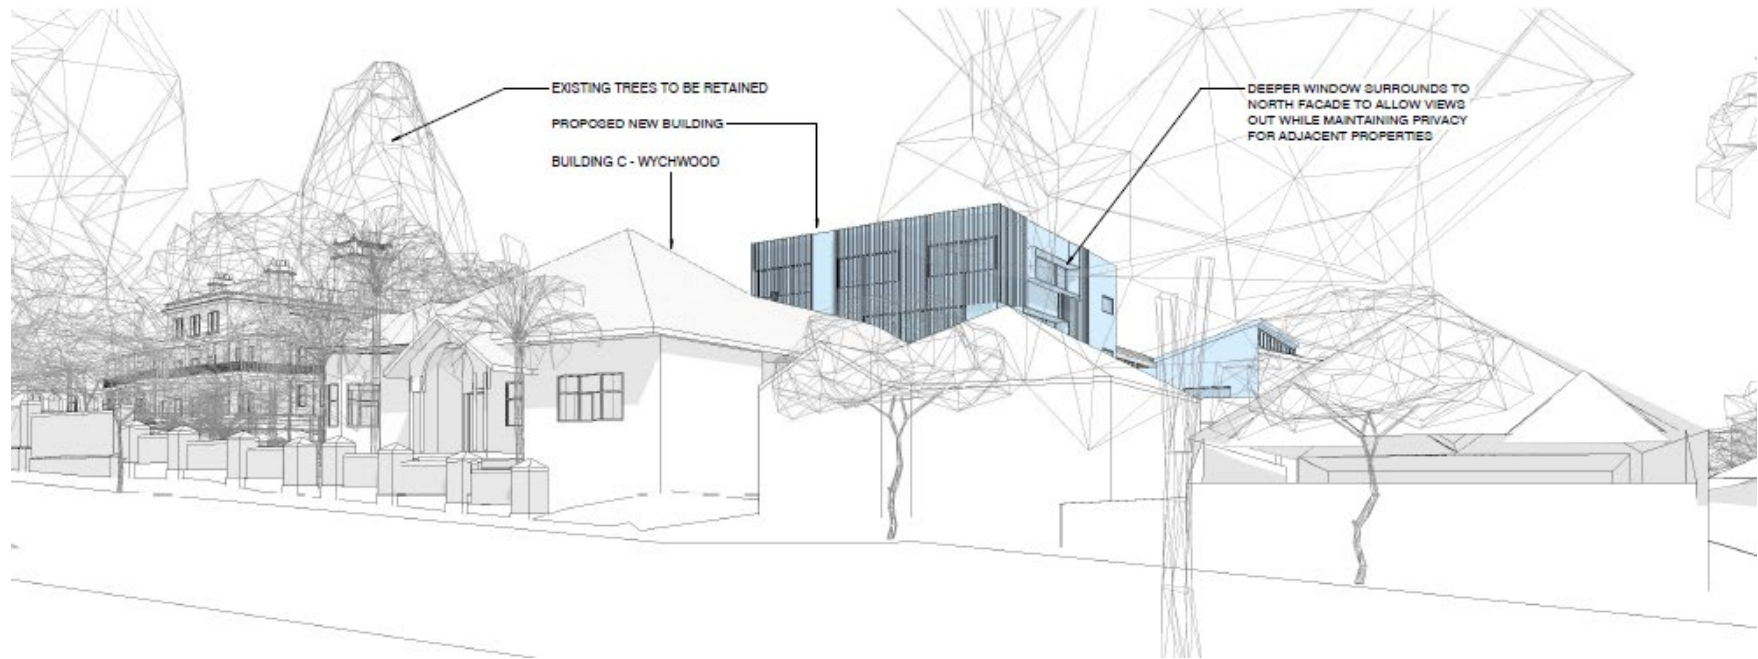 EXISTING TREES TO BE RETAINED
PROPOSED NEW BUILDING
BUILDING C - WYCHWOOD
DEEPER WINDOW SURROUNDS TO
NORTH FACADE TO ALLOW VIEWS
OUT WHILE MAINTAINING PRIVACY
FOR ADJACENT PROPERTIES